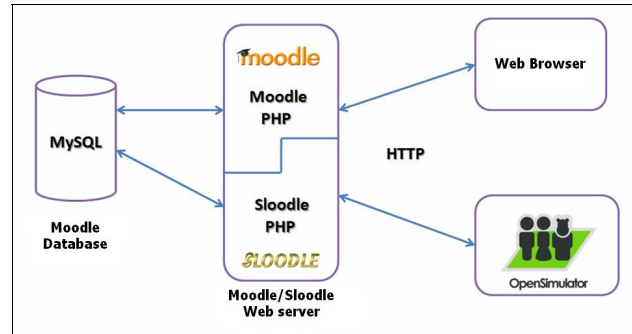 MySQL
Moodle
Database
moodle
Moodle
PHP
Sloodle
PHP
SLOODLE
Moodle/Sloodle
Web server
HTTP
Web Browser
OpenSimulator